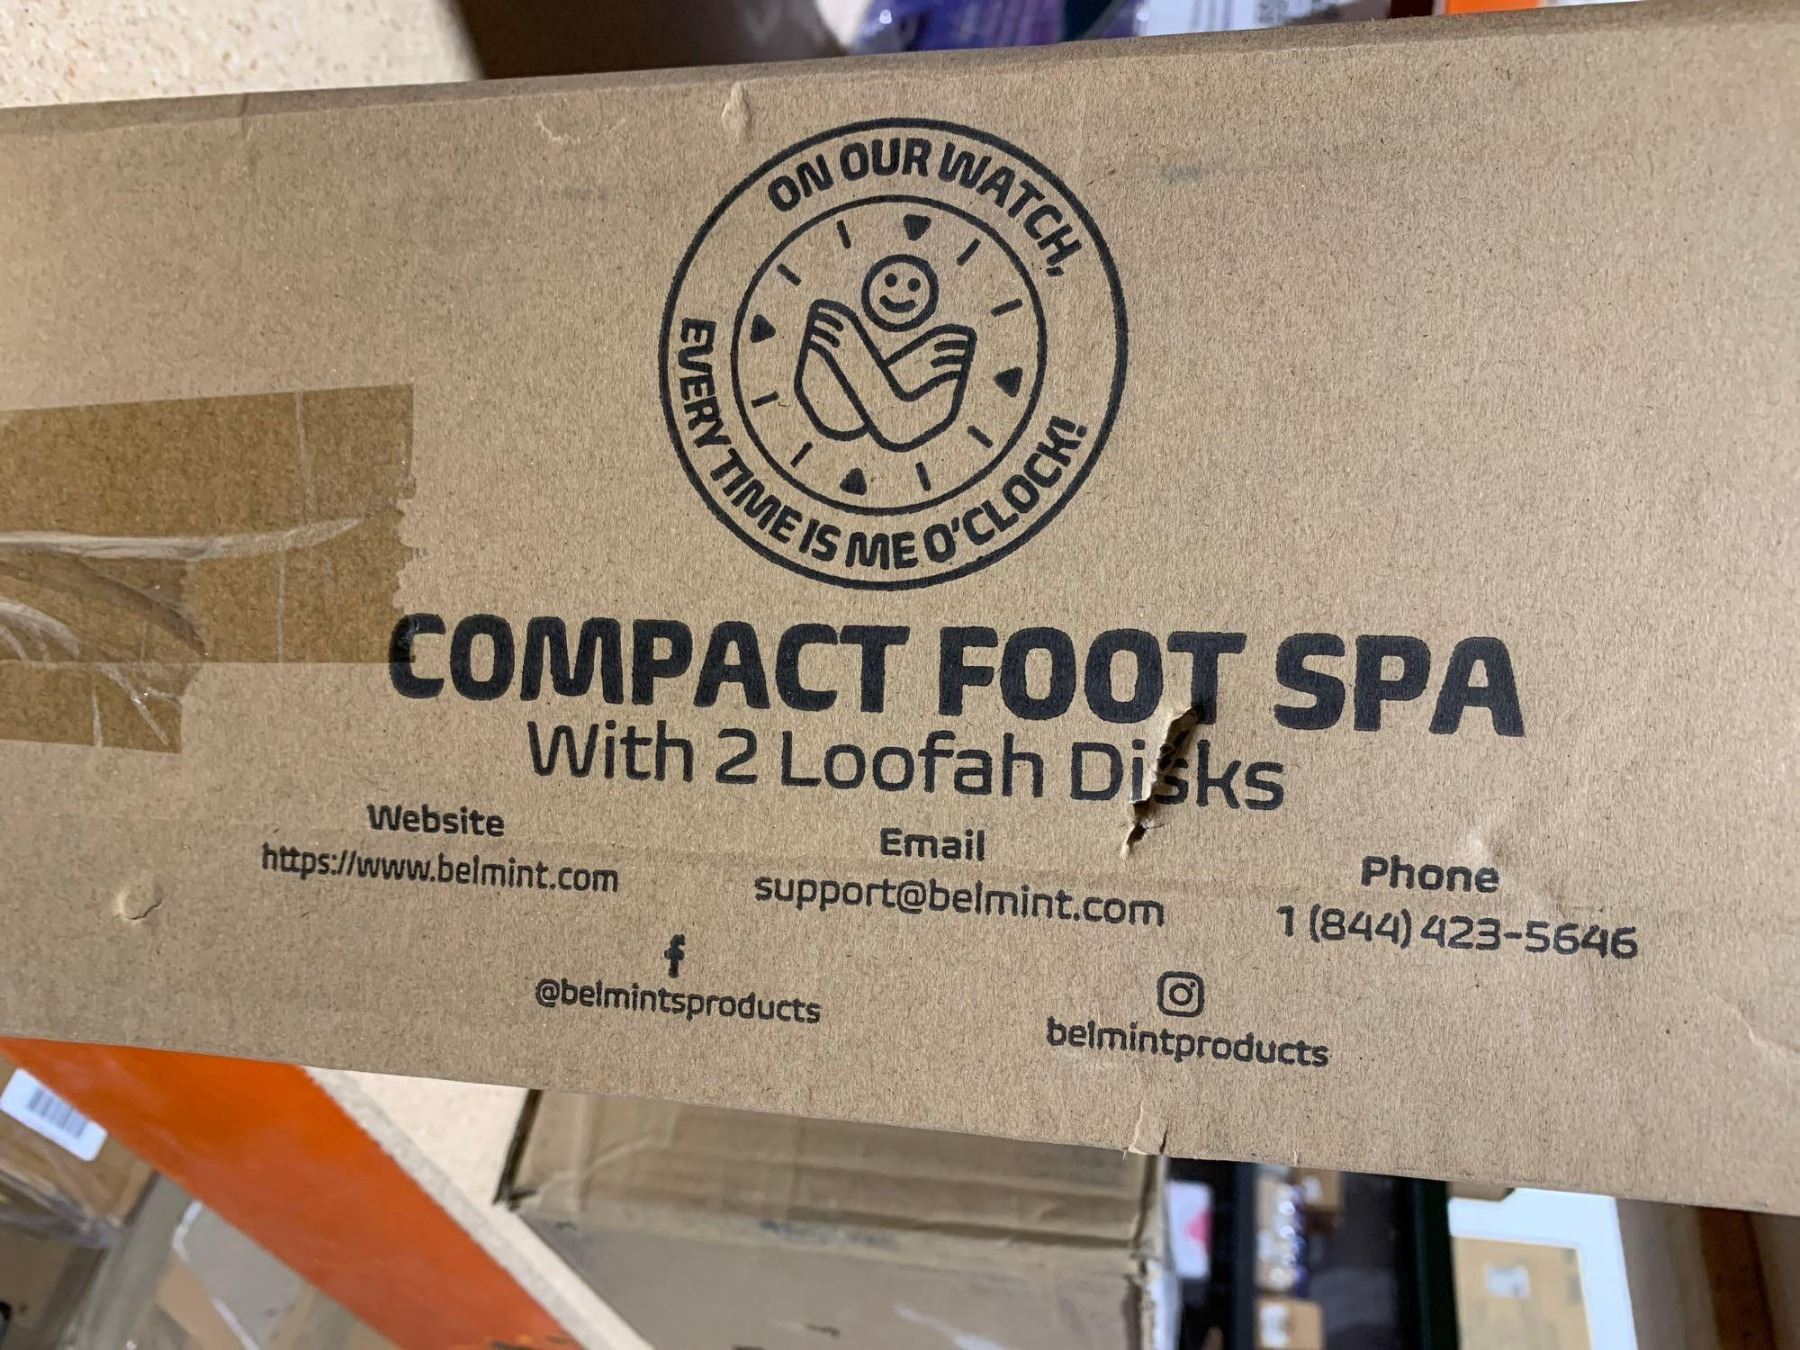 ON OUR WATCH,
EVERY TIME IS ME O'CLOCK!
COMPACT FOOT SPA
With 2 Loofah Disks
Website
https://www.belmint.com
Email
support@belmint.com
Phone
1 (844) 423-5646
@belmintsproducts
belmintproducts